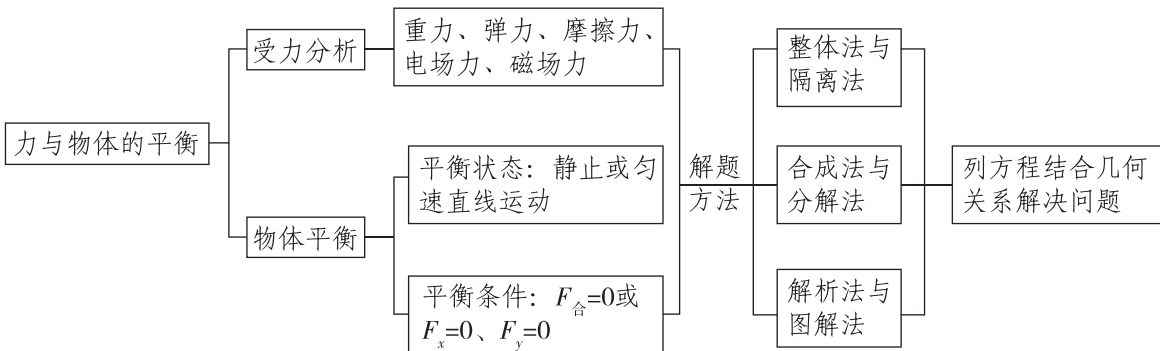 力与物体的平衡
受力分析
重力、弹力、摩擦力、
电场力、磁场力
物体平衡
平衡状态：静止或匀
速直线运动
平衡条件：F合=0或
Fx=0、Fy=0
解题
方法
整体法与
隔离法
合成法与
分解法
解析法与
图解法
列方程结合几何
关系解决问题